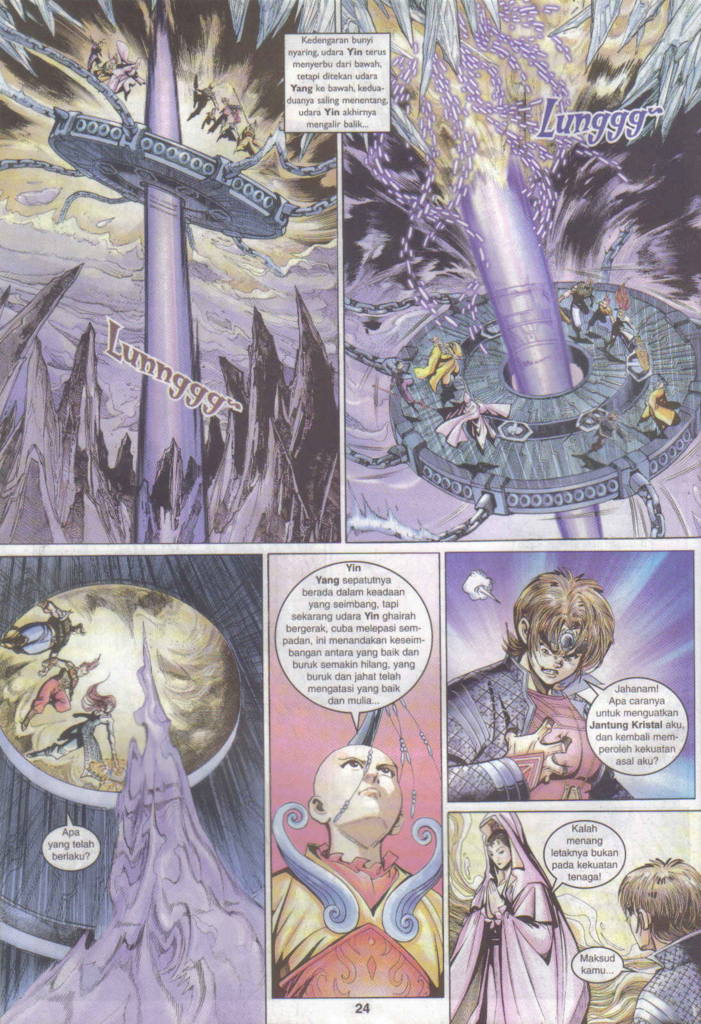 Kedengaran bunyi
nyaring, udara Yin terus
menyerbu dari bawah,
tetapi ditekan udara
Yang ke bawah, kedua-
duanya saling menentang,
udara Yin akhirnya
mengalir balik...
Lunggg~
Lunnggg~
Apa
yang telah
berlaku?
Yin
Yang sepatutnya
berada dalam keadaan
yang seimbang, tapi
sekarang udara Yin ghairah
bergerak, cuba melepasi sem-
padan, ini menandakan keseim-
bangan antara yang baik dan
buruk semakin hilang, yang
buruk dan jahat telah
mengatasi yang baik
dan mulia...
Jahanam!
Apa caranya
untuk menguatkan
Jantung Kristal aku,
dan kembali mem-
peroleh kekuatan
asal aku?
Kalah
menang
letaknya bukan
pada kekuatan
tenaga!
Maksud
kamu...
24